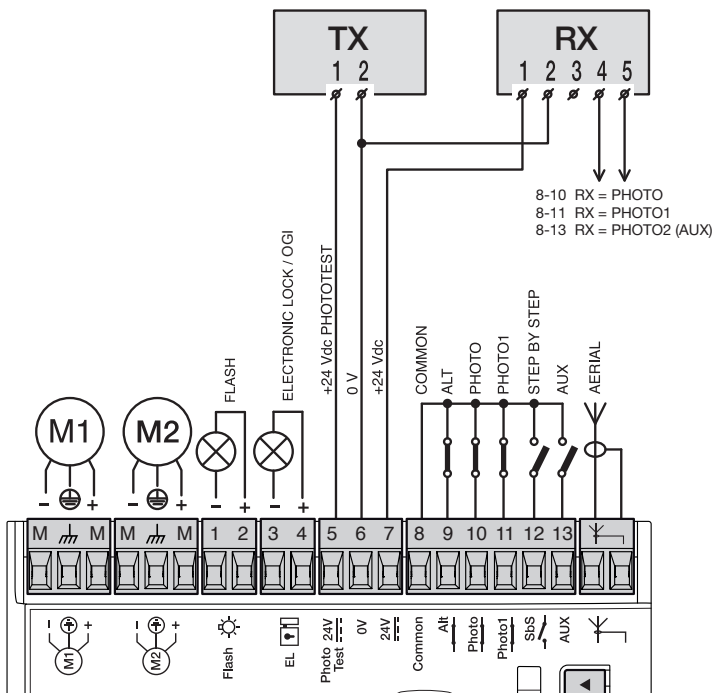 TX
1 2
RX
1 2 3 4 5
8-10 RX = PHOTO
8-11 RX = PHOTO1
8-13 RX = PHOTO2 (AUX)
FLASH
ELECTRONIC LOCK / OGI
+24 Vdc PHOTOTEST
0 V
+24 Vdc
COMMON
ALT
PHOTO
PHOTO1
STEP BY STEP
AUX
AERIAL
M1
M2
- +
- +
- +
- +
M M M M 1 2 3 4 5 6 7 8 9 10 11 12 13
- +
M1
- +
M2
Flash
EL
Photo 24V
Test
0V
24V
Common
Alt
Photo
Photo1
SbS
AUX